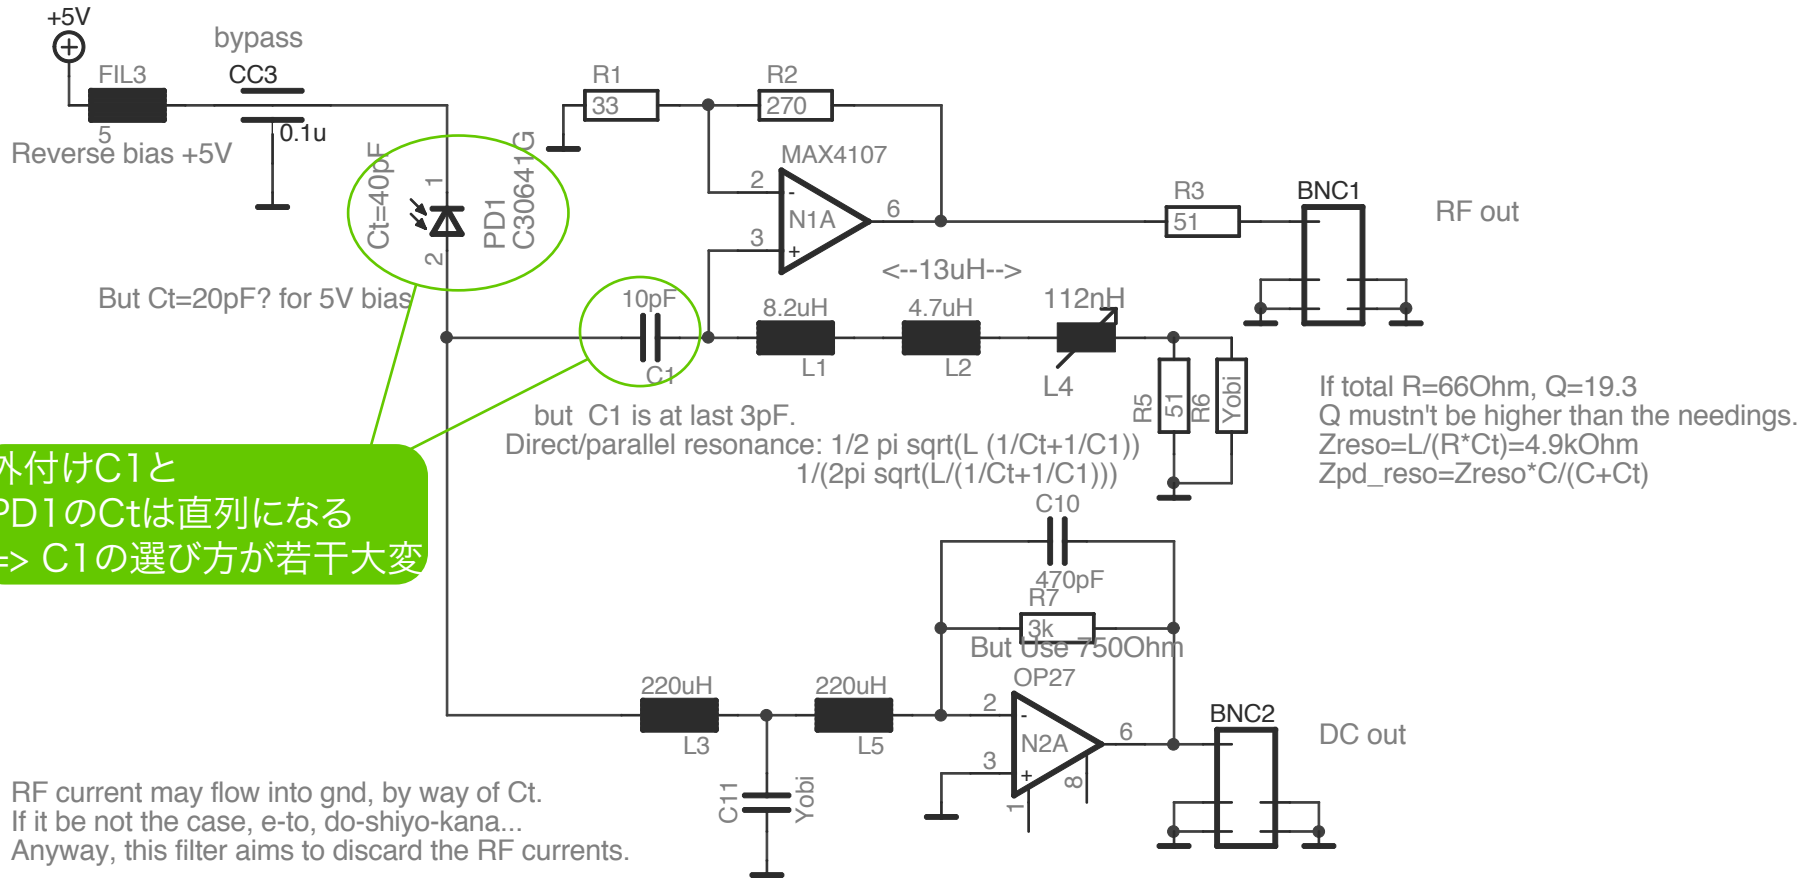 +5V
bypass
FIL3
CC3
5
0.1u
Reverse bias +5V
R1
33
R2
270
MAX4107
2
-
N1A
6
3
+
R3
51
BNC1
RF out
Ct=40pF
1
2
PD1
C30641G
But Ct=20pF? for 5V bias
10pF
C1
<--13uH-->
8.2uH
L1
4.7uH
L2
112nH
L4
R5
51
R6
Yobi
but C1 is at last 3pF.
Direct/parallel resonance: 1/2 pi sqrt(L (1/Ct+1/C1))
1/(2pi sqrt(L/(1/Ct+1/C1)))
If total R=66Ohm, Q=19.3
Q mustn't be higher than the needings.
Zreso=L/(R*Ct)=4.9kOhm
Zpd_reso=Zreso*C/(C+Ct)
外付けC1と
PD1のCtは直列になる
=> C1の選び方が若干大変
C10
470pF
R7
3k
But Use 750Ohm
OP27
2
-
N2A
6
3
+
1
8
220uH
L3
220uH
L5
C11
Yobi
BNC2
DC out
RF current may flow into gnd, by way of Ct.
If it be not the case, e-to, do-shiyo-kana...
Anyway, this filter aims to discard the RF currents.